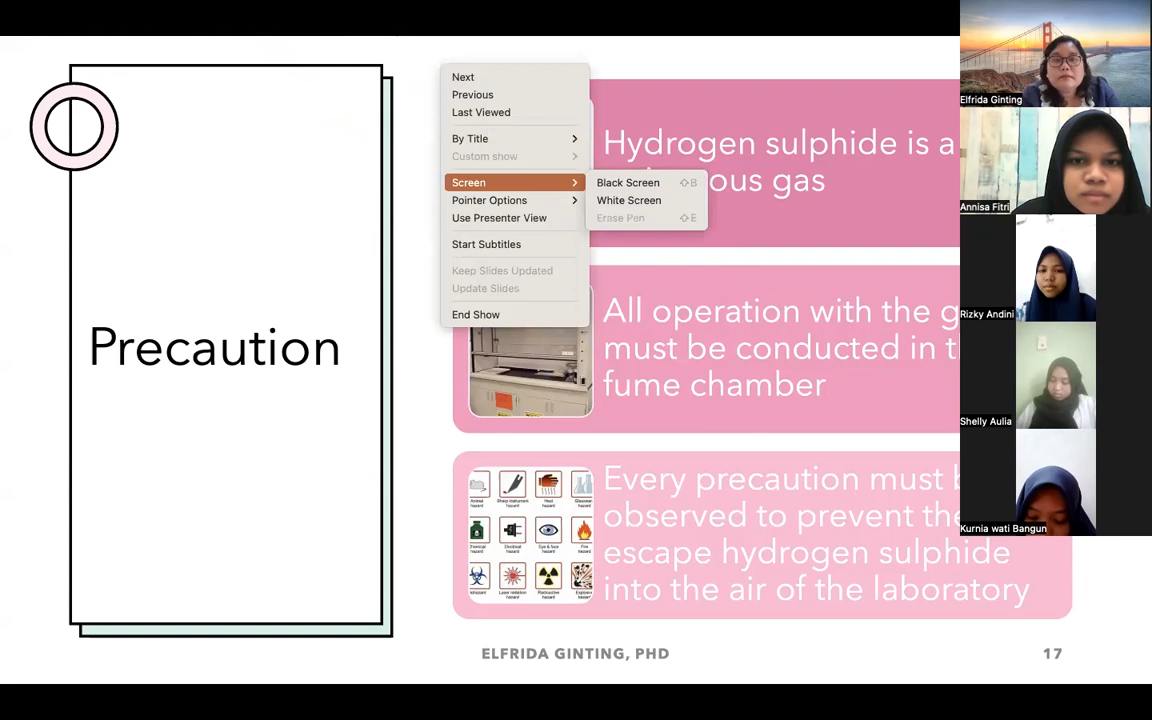 Precaution
Next
Previous
Last Viewed
By Title
Custom show
Screen
Pointer Options
Use Presenter View
Start Subtitles
Keep Slides Updated
Update Slides
End Show
Black Screen ⇧B
White Screen
Erase Pen ⇧E
Hydrogen sulphide is a
ous gas
All operation with the g
must be conducted in t
fume chamber
Every precaution must
observed to prevent the
escape hydrogen sulphide
into the air of the laboratory
ELFRIDA GINTING, PHD
17
Elfrida Ginting
Annisa Fitri
Rizky Andini
Shelly Aulia
Kurnia wati Bangun